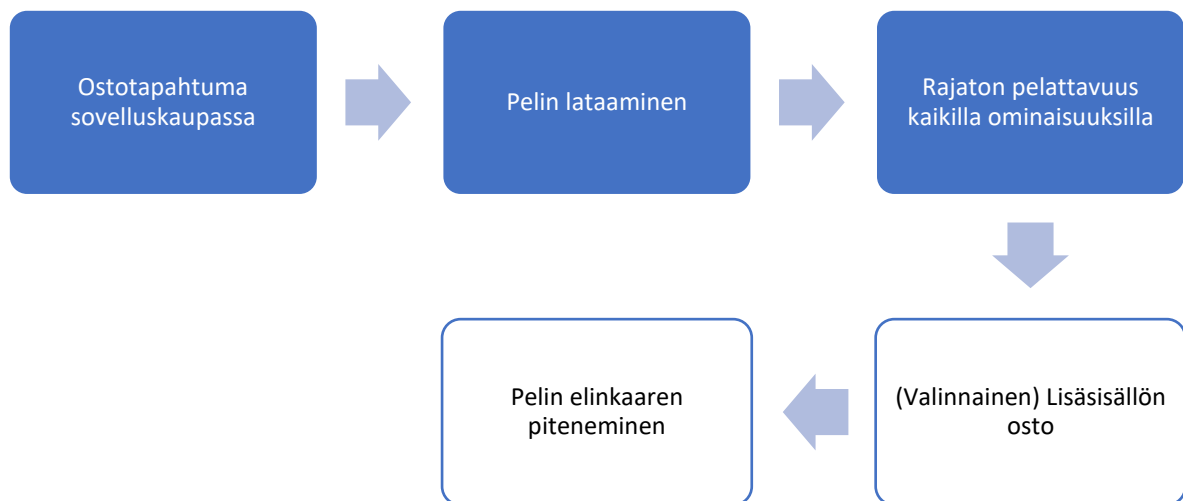 Ostotapahtuma
sovelluskaupassa
Pelin lataaminen
Rajaton pelattavuus
kaikilla ominaisuuksilla
(Valinnainen) Lisäsisällön
osto
Pelin elinkaaren
piteneminen